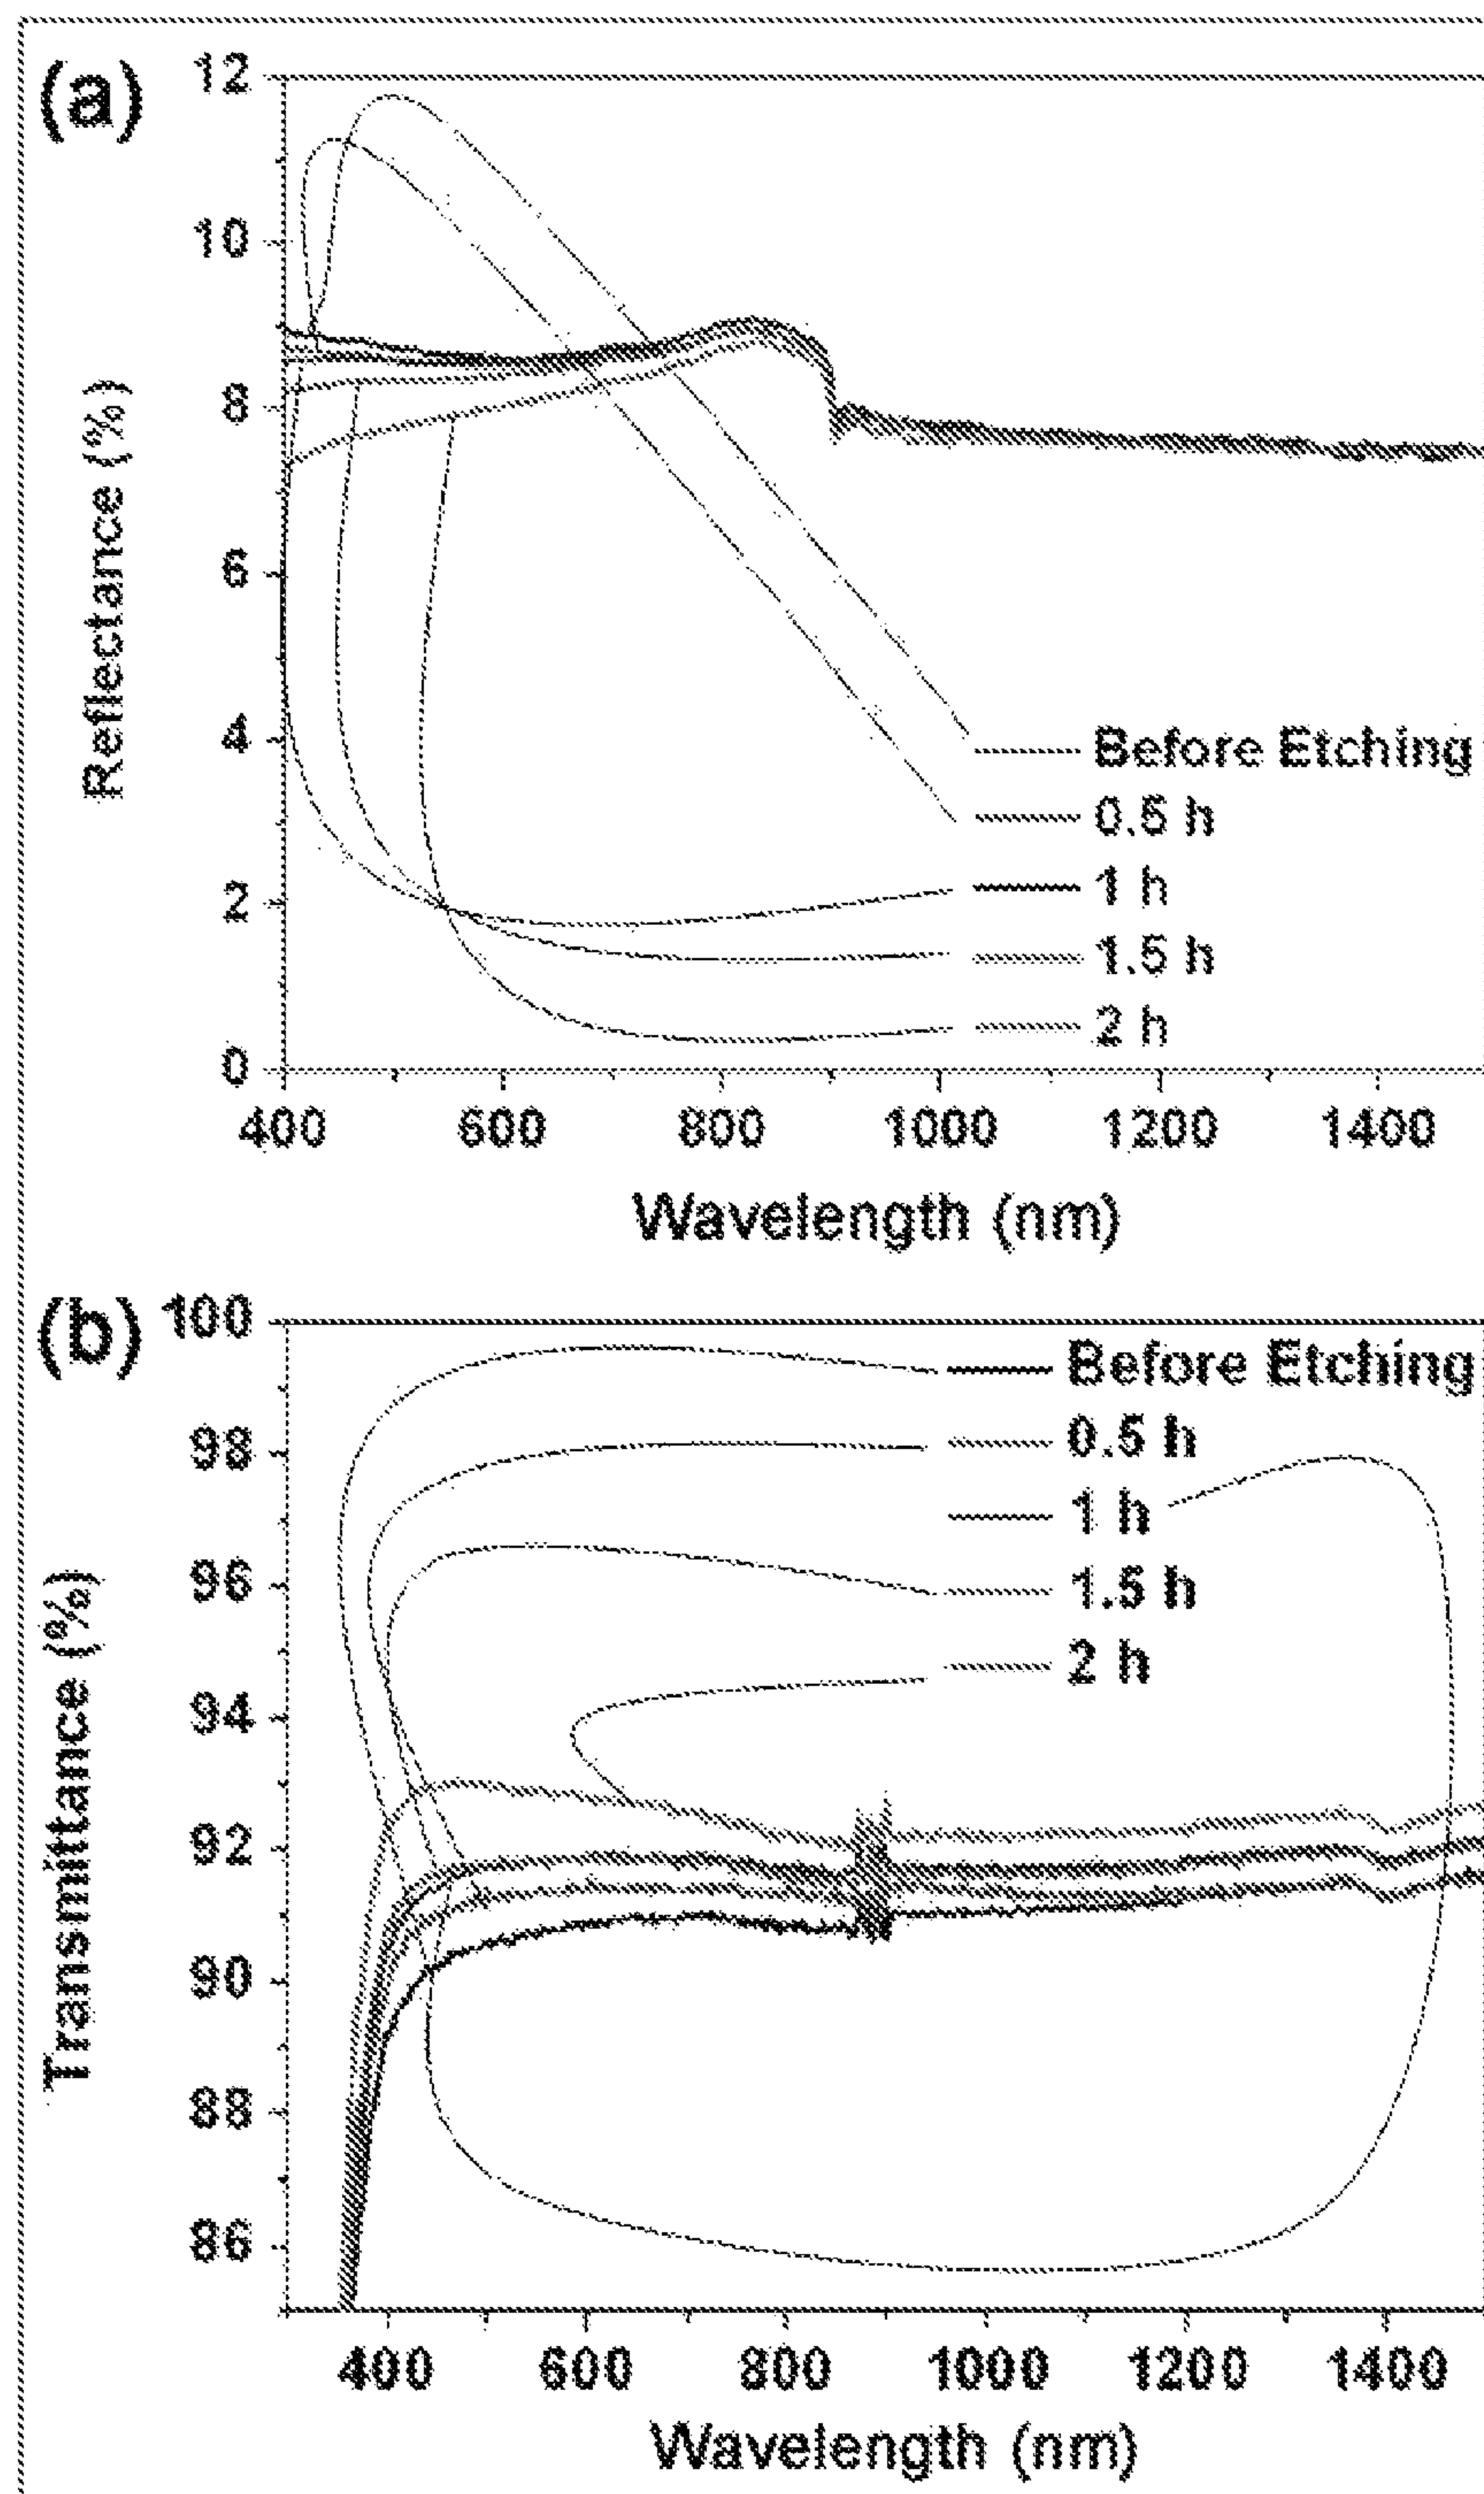 (a)
12
10
8
6
4
2
0
Reflectance (%)
Before Etching
0.5 h
1 h
1.5 h
2 h
400 600 800 1000 1200 1400
Wavelength (nm)
(b)
100
98
96
94
92
90
88
86
Transmittance (%)
Before Etching
0.5 h
1 h
1.5 h
2 h
400 600 800 1000 1200 1400
Wavelength (nm)